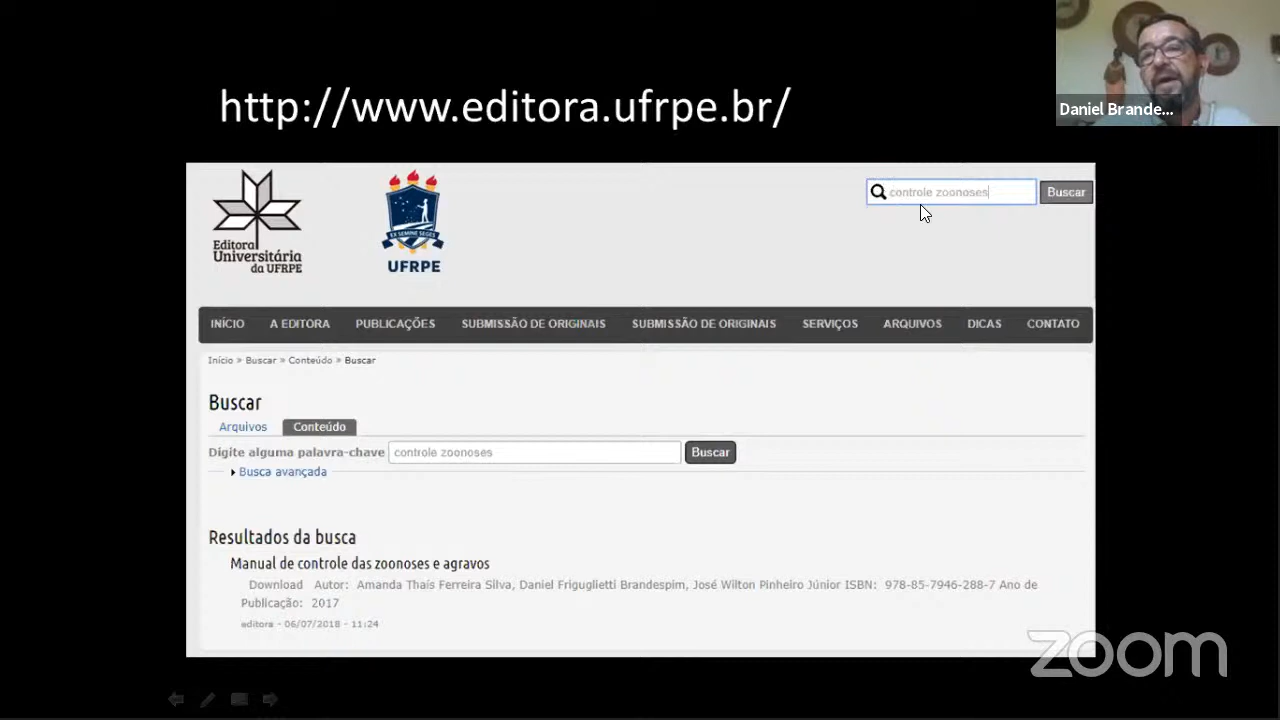 http://www.editora.ufrpe.br/
Daniel Brande...
Editora
Universitária
da UFRPE
EX SEMINE SEGES
UFRPE
controle zoonoses
Buscar
INÍCIO A EDITORA PUBLICAÇÕES SUBMISSÃO DE ORIGINAIS SUBMISSÃO DE ORIGINAIS SERVIÇOS ARQUIVOS DICAS CONTATO
Início » Buscar » Conteúdo » Buscar
Buscar
Arquivos Conteúdo
Digite alguma palavra-chave controle zoonoses Buscar
Busca avançada
Resultados da busca
Manual de controle das zoonoses e agravos
Download Autor: Amanda Thaís Ferreira Silva, Daniel Friguglietti Brandespim, José Wilton Pinheiro Júnior ISBN: 978-85-7946-288-7 Ano de
Publicação: 2017
editora - 06/07/2018 - 11:24
zoom